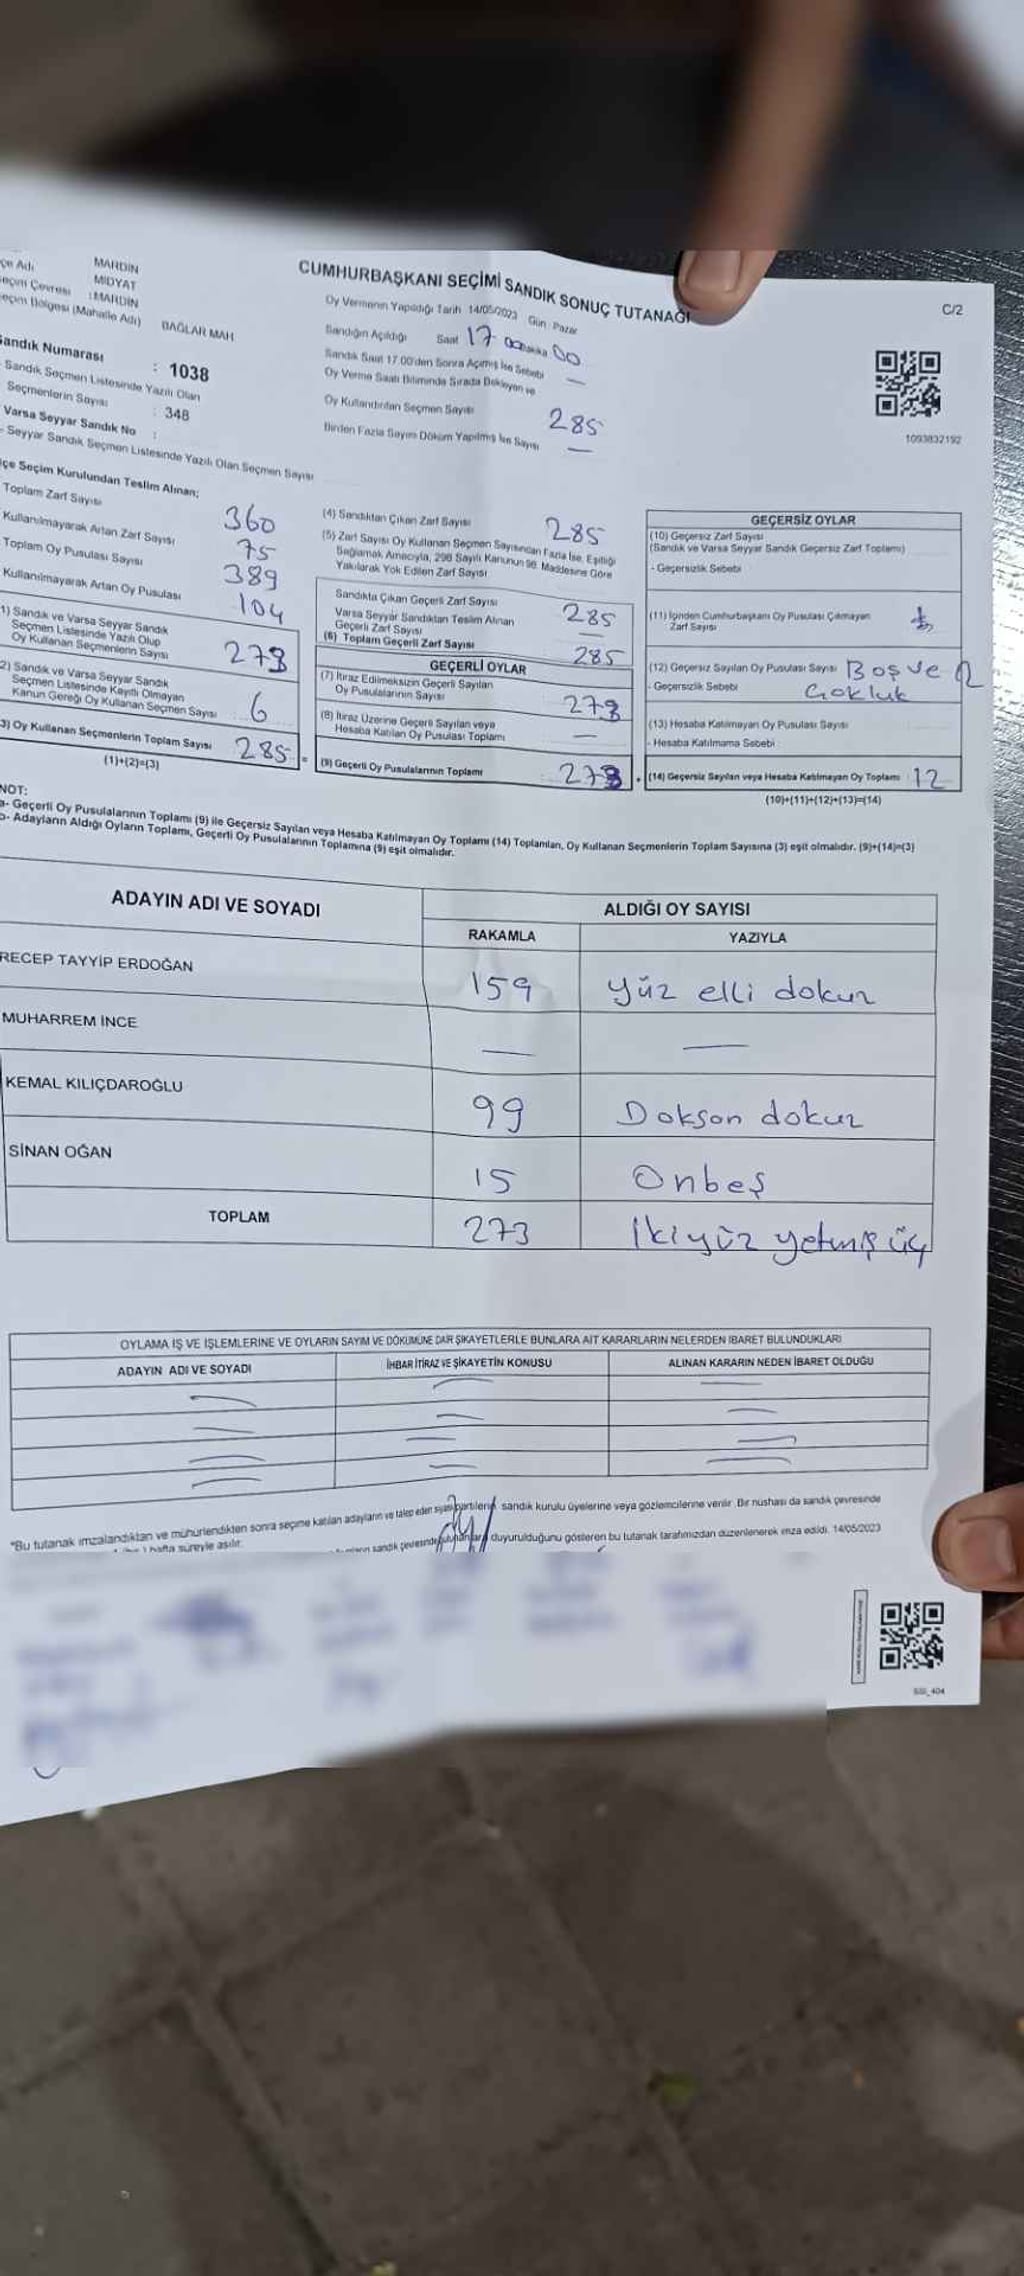 çe Adı MARDİN
MİDYAT
eçim Çevresi : MARDİN
eçim Bölgesi (Mahalle Adı) BAĞLAR MAH
andık Numarası : 1038
Sandık Seçmen Listesinde Yazılı Olan
Seçmenlerin Sayısı : 348
Varsa Seyyar Sandık No :
- Seyyar Sandık Seçmen Listesinde Yazılı Olan Seçmen Sayısı
CUMHURBAŞKANI SEÇİMİ SANDIK SONUÇ TUTANAĞI
C/2
Oy Vermenin Yapıldığı Tarih 14/05/2023 Gün : Pazar
Sandığın Açıldığı Saat 17 00
Sandık Saat 17.00'den Sonra Açımış İse Sebebi —
Oy Verme Saati Bitiminde Sırada Bekleyen ve
Oy Kullandırılan Seçmen Sayısı 285
Birden Fazla Sayım Döküm Yapılmış İse Sayısı —
1093832192
çe Seçim Kurulundan Teslim Alınan;
Toplam Zarf Sayısı 360
Kullanılmayarak Artan Zarf Sayısı 75
Toplam Oy Pusulası Sayısı 389
Kullanılmayarak Artan Oy Pusulası 104
1) Sandık ve Varsa Seyyar Sandık
Seçmen Listesinde Yazılı Olup
Oy Kullanan Seçmenlerin Sayısı
2) Sandık ve Varsa Seyyar Sandık
Seçmen Listesinde Kayıtlı Olmayan
Kanun Gereği Oy Kullanan Seçmen Sayısı 6
3) Oy Kullanan Seçmenlerin Toplam Sayısı 285 =
(1)+(2)=(3)
(4) Sandıktan Çıkan Zarf Sayısı 285
(5) Zarf Sayısı Oy Kullanan Seçmen Sayısından Fazla İse, Eşitliği
Sağlamak Amacıyla, 298 Sayılı Kanunun 98. Maddesine Göre
Yakılarak Yok Edilen Zarf Sayısı
Sandıkta Çıkan Geçerli Zarf Sayısı 285
Varsa Seyyar Sandıktan Teslim Alınan
Geçerli Zarf Sayısı —
(6) Toplam Geçerli Zarf Sayısı 285
GEÇERLİ OYLAR
(7) İtiraz Edilmeksizin Geçerli Sayılan
Oy Pusulalarının Sayısı 273
(8) İtiraz Üzerine Geçerli Sayılan veya
Hesaba Katılan Oy Pusulası Toplamı —
(9) Geçerli Oy Pusulalarının Toplamı 273 +
GEÇERSİZ OYLAR
(10) Geçersiz Zarf Sayısı
(Sandık ve Varsa Seyyar Sandık Geçersiz Zarf Toplamı)
- Geçersizlik Sebebi
(11) İçinden Cumhurbaşkanı Oy Pusulası Çıkmayan
Zarf Sayısı
(12) Geçersiz Sayılan Oy Pusulası Sayısı Boş ve
- Geçersizlik Sebebi Çokluk
(13) Hesaba Katılmayan Oy Pusulası Sayısı
- Hesaba Katılmama Sebebi
(14) Geçersiz Sayılan veya Hesaba Katılmayan Oy Toplamı : 12
(10)+(11)+(12)+(13)=(14)
NOT:
a- Geçerli Oy Pusulalarının Toplamı (9) ile Geçersiz Sayılan veya Hesaba Katılmayan Oy Toplamı (14) Toplamları, Oy Kullanan Seçmenlerin Toplam Sayısına (3) eşit olmalıdır. (9)+(14)=(3)
b- Adayların Aldığı Oyların Toplamı, Geçerli Oy Pusulalarının Toplamına (9) eşit olmalıdır.
ADAYIN ADI VE SOYADI ALDIĞI OY SAYISI
RAKAMLA YAZIYLA
RECEP TAYYİP ERDOĞAN 159 Yüz elli dokuz
MUHARREM İNCE — —
KEMAL KILIÇDAROĞLU 99 Dokson dokuz
SİNAN OĞAN 15 Onbeş
TOPLAM 273 İkiyüz yetmiş üç
OYLAMA İŞ VE İŞLEMLERİNE VE OYLARIN SAYIM VE DÖKÜMÜNE DAİR ŞİKAYETLERLE BUNLARA AİT KARARLARIN NELERDEN İBARET BULUNDUKLARI
ADAYIN ADI VE SOYADI İHBAR İTİRAZ VE ŞİKAYETİN KONUSU ALINAN KARARIN NEDEN İBARET OLDUĞU
"Bu tutanak imzalandıktan ve mühürlendikten sonra seçime katılan adayların ve talep eden siyasi partilerin sandık kurulu üyelerine veya gözlemcilerine verilir. Bir nüshası da sandık çevresinde
hafta süreyle asılır. sandık çevresinde duyurulduğunu gösteren bu tutanak tarafımızdan düzenlenerek imza edildi. 14/05/2023
SSI_404